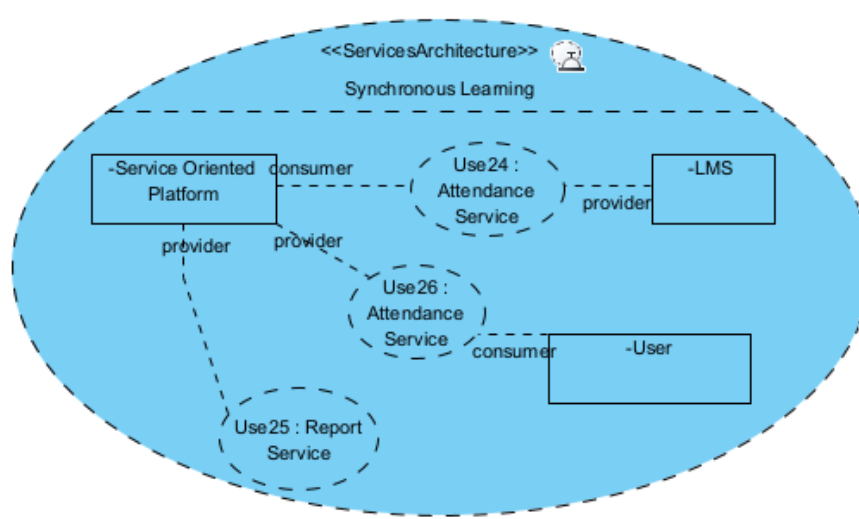 <<ServicesArchitecture>>
Synchronous Learning
-Service Oriented
Platform
consumer
Use24 :
Attendance
Service
provider
-LMS
provider
provider
Use26 :
Attendance
Service
consumer
-User
Use25 : Report
Service